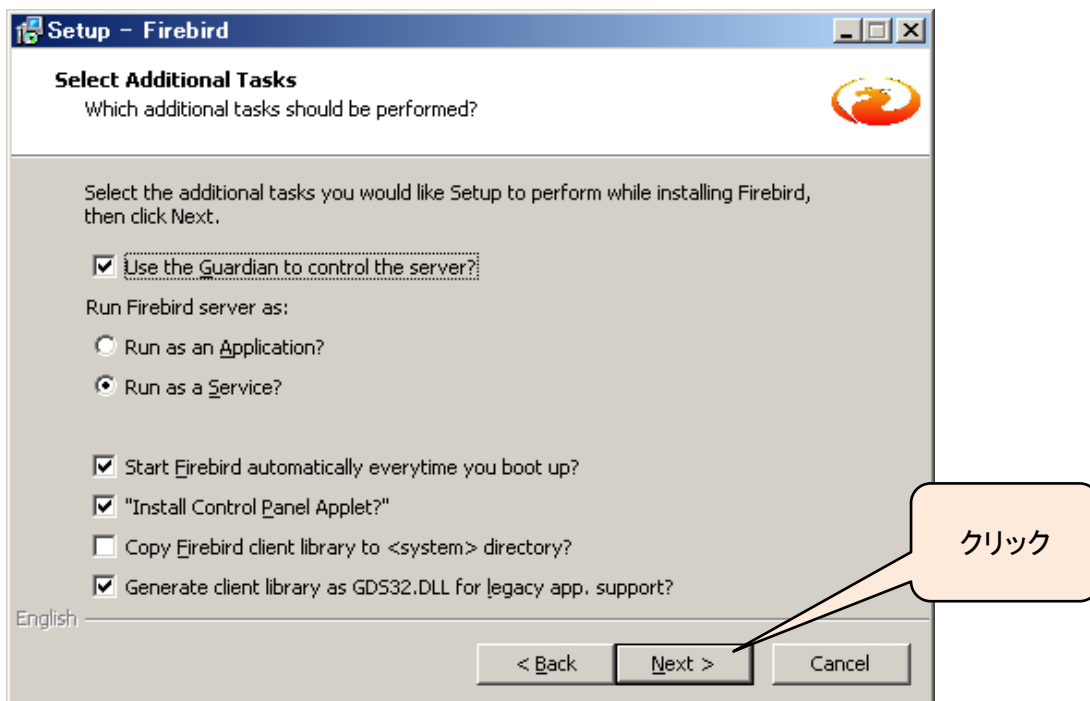 Setup - Firebird
Select Additional Tasks
Which additional tasks should be performed?
Select the additional tasks you would like Setup to perform while installing Firebird,
then click Next.
Use the Guardian to control the server?
Run Firebird server as:
Run as an Application?
Run as a Service?
Start Firebird automatically everytime you boot up?
"Install Control Panel Applet?"
Copy Firebird client library to <system> directory?
Generate client library as GDS32.DLL for legacy app. support?
クリック
English
< Back
Next >
Cancel